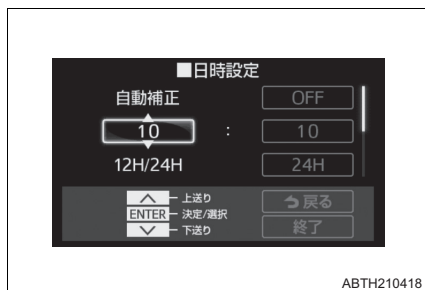 ■日時設定
自動補正 OFF
10 : 10
12H/24H 24H
上送り
ENTER 決定/選択
下送り
戻る
終了
ABTH210418